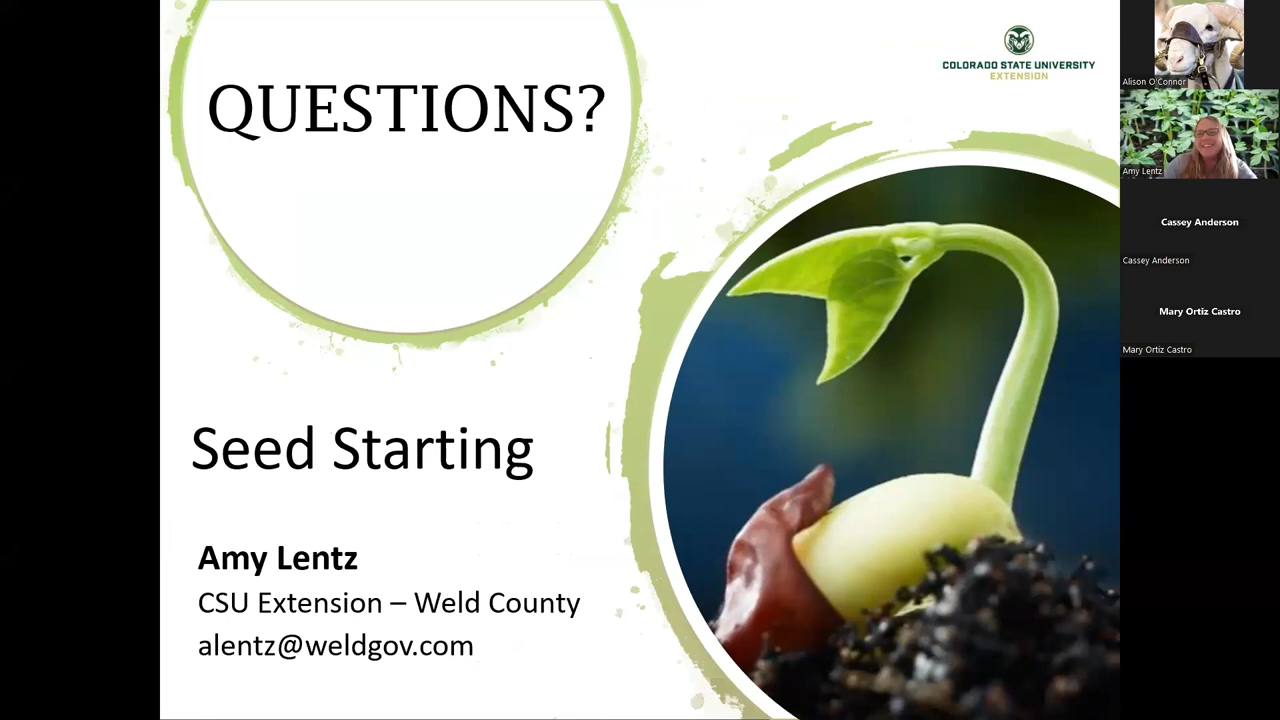 QUESTIONS?
COLORADO STATE UNIVERSITY
EXTENSION
Seed Starting
Amy Lentz
CSU Extension – Weld County
alentz@weldgov.com
Alison O'Connor
Amy Lentz
Cassey Anderson
Cassey Anderson
Mary Ortiz Castro
Mary Ortiz Castro